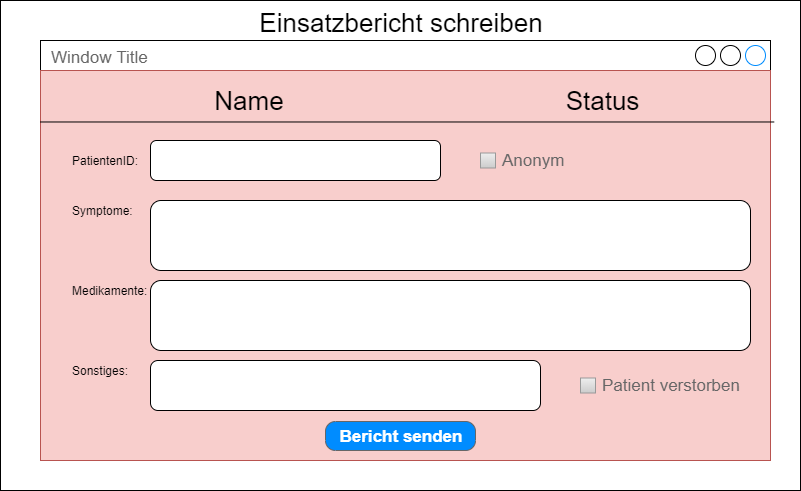 Einsatzbericht schreiben
Window Title
Name Status
PatientenID: Anonym
Symptome:
Medikamente:
Sonstiges: Patient verstorben
Bericht senden